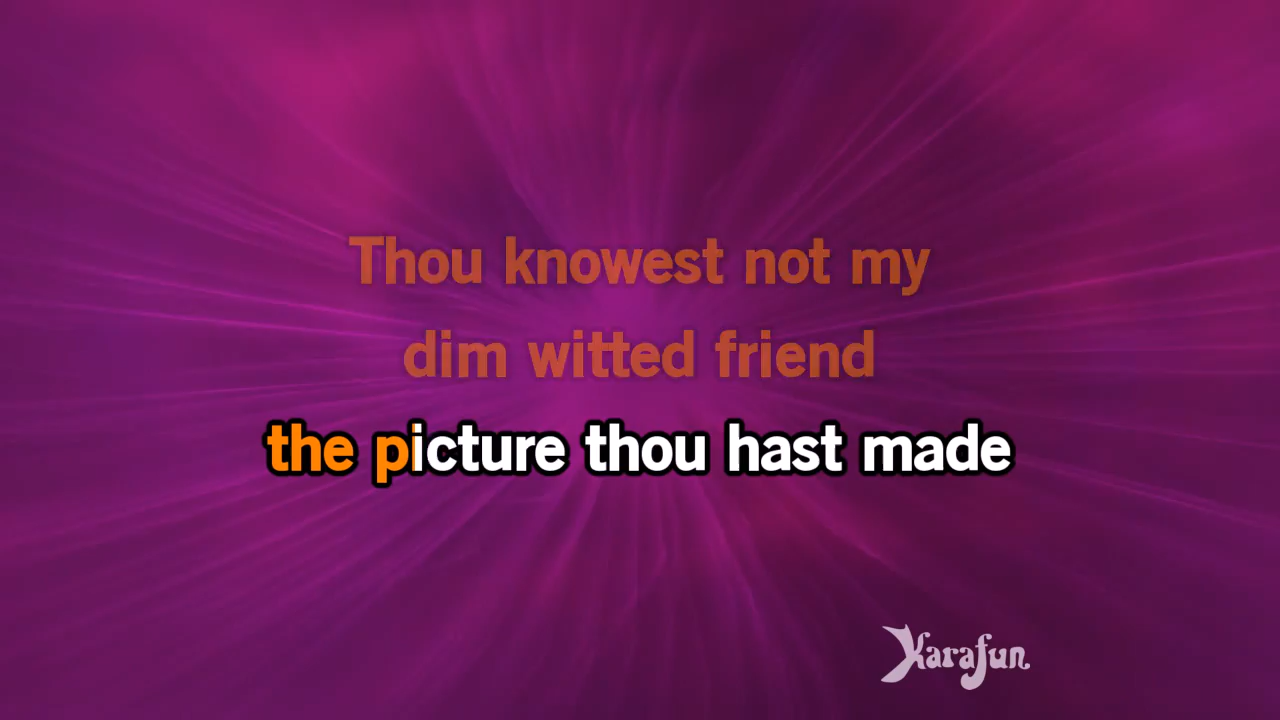 Thou knowest not my
dim witted friend
the picture thou hast made
Karafun